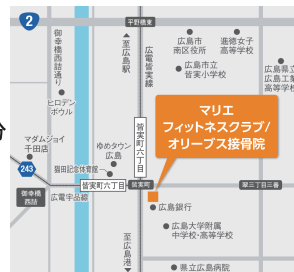 2
平野橋東
御幸橋西詰通り
至広島駅
広電皆実線
広島市
南区役所
進徳女子
高等学校
広島市立
皆実小学校
広島県立
広島工業
高等学校
ヒロデン
ボウル
マリエ
フィットネスクラブ/
オリーブス接骨院
分
マダムジョイ
千田店
ゆめタウン
広島
皆実町六丁目
243
猫田記念体育館
皆実町六丁目
皆実町
翠三丁目二番
御幸橋
西詰
広電宇品線
広島銀行
広島大学附属
中学校・高等学校
至広島港
県立広島病院